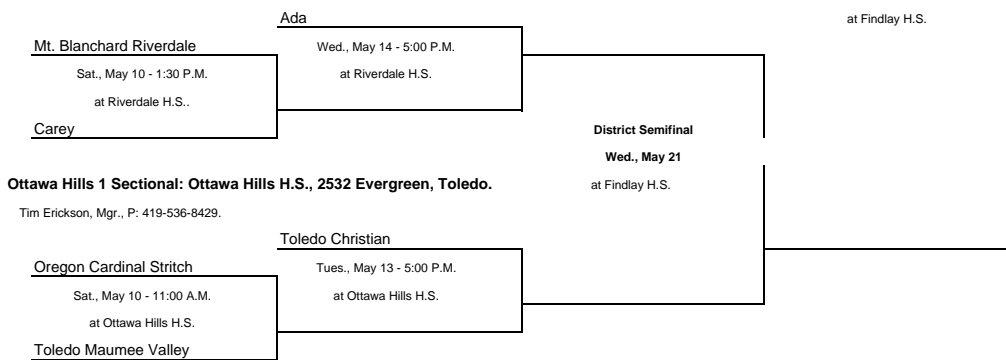 Ada
at Findlay H.S.
Mt. Blanchard Riverdale
Wed., May 14 - 5:00 P.M.
Sat., May 10 - 1:30 P.M.
at Riverdale H.S.
at Riverdale H.S..
Carey
District Semifinal
Wed., May 21
Ottawa Hills 1 Sectional: Ottawa Hills H.S., 2532 Evergreen, Toledo.
at Findlay H.S.
Tim Erickson, Mgr., P: 419-536-8429.
Toledo Christian
Oregon Cardinal Stritch
Tues., May 13 - 5:00 P.M.
Sat., May 10 - 11:00 A.M.
at Ottawa Hills H.S.
at Ottawa Hills H.S.
Toledo Maumee Valley